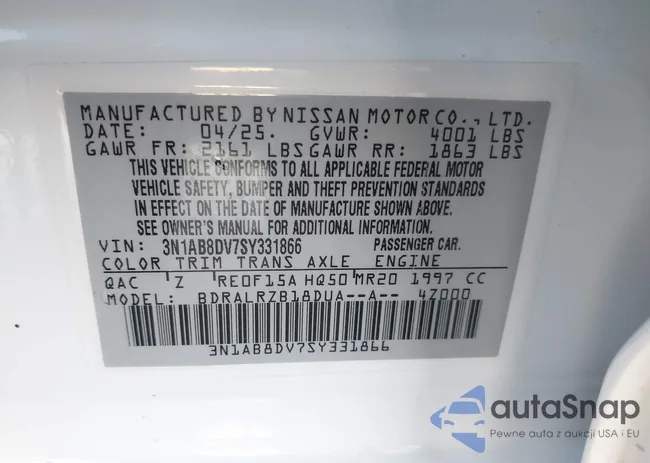 MANUFACTURED BY NISSAN MOTOR CO., LTD.
DATE: 04/25. GVWR: 4001 LBS
GAWR FR: 2161 LBS GAWR RR: 1863 LBS
THIS VEHICLE CONFORMS TO ALL APPLICABLE FEDERAL MOTOR
VEHICLE SAFETY, BUMPER AND THEFT PREVENTION STANDARDS
IN EFFECT ON THE DATE OF MANUFACTURE SHOWN ABOVE.
SEE OWNER'S MANUAL FOR ADDITIONAL INFORMATION.
VIN: 3N1AB8DV7SY331866 PASSENGER CAR.
COLOR TRIM TRANS AXLE ENGINE
QAC Z RE0F15A HQ50 MR20 1997 CC
MODEL: BDRALRZB18DUA--A-- 4Z000
3N1AB8DV7SY331866
autaSnap
Pewne auta z aukcji USA i EU